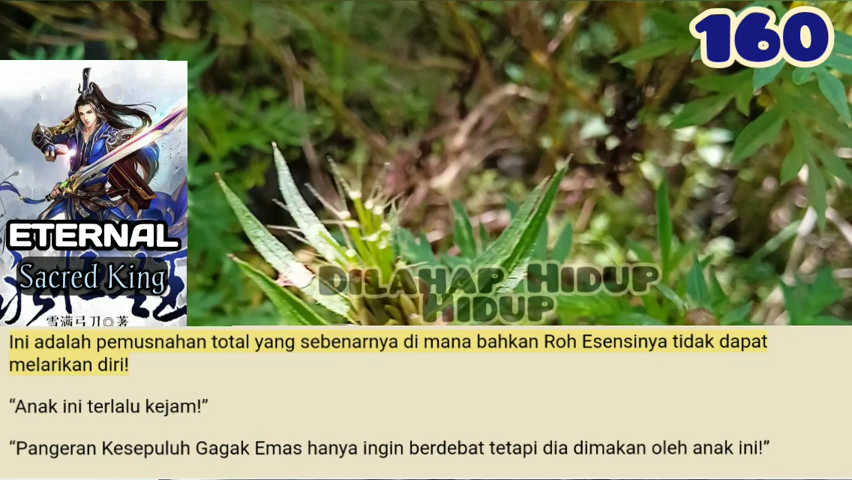 160
ETERNAL
Sacred King
雪满弓刀◎著
DILAHAP HIDUP
HIDUP
Ini adalah pemusnahan total yang sebenarnya di mana bahkan Roh Esensinya tidak dapat
melarikan diri!
“Anak ini terlalu kejam!”
“Pangeran Kesepuluh Gagak Emas hanya ingin berdebat tetapi dia dimakan oleh anak ini!”